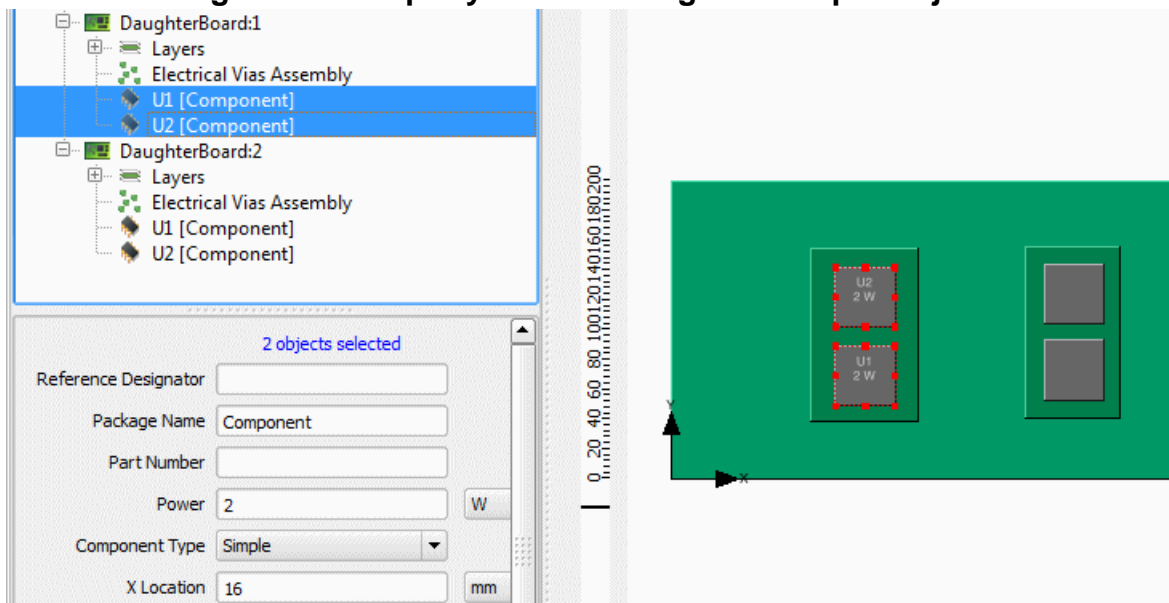 DaughterBoard:1
Layers
Electrical Vias Assembly
U1 [Component]
U2 [Component]
DaughterBoard:2
Layers
Electrical Vias Assembly
U1 [Component]
U2 [Component]
2 objects selected
Reference Designator
Package Name Component
Part Number
Power 2 W
Component Type Simple
X Location 16 mm
0 20 40 60 80 100 120 140 160 180 200
U2
2 W
U1
2 W
Y
X